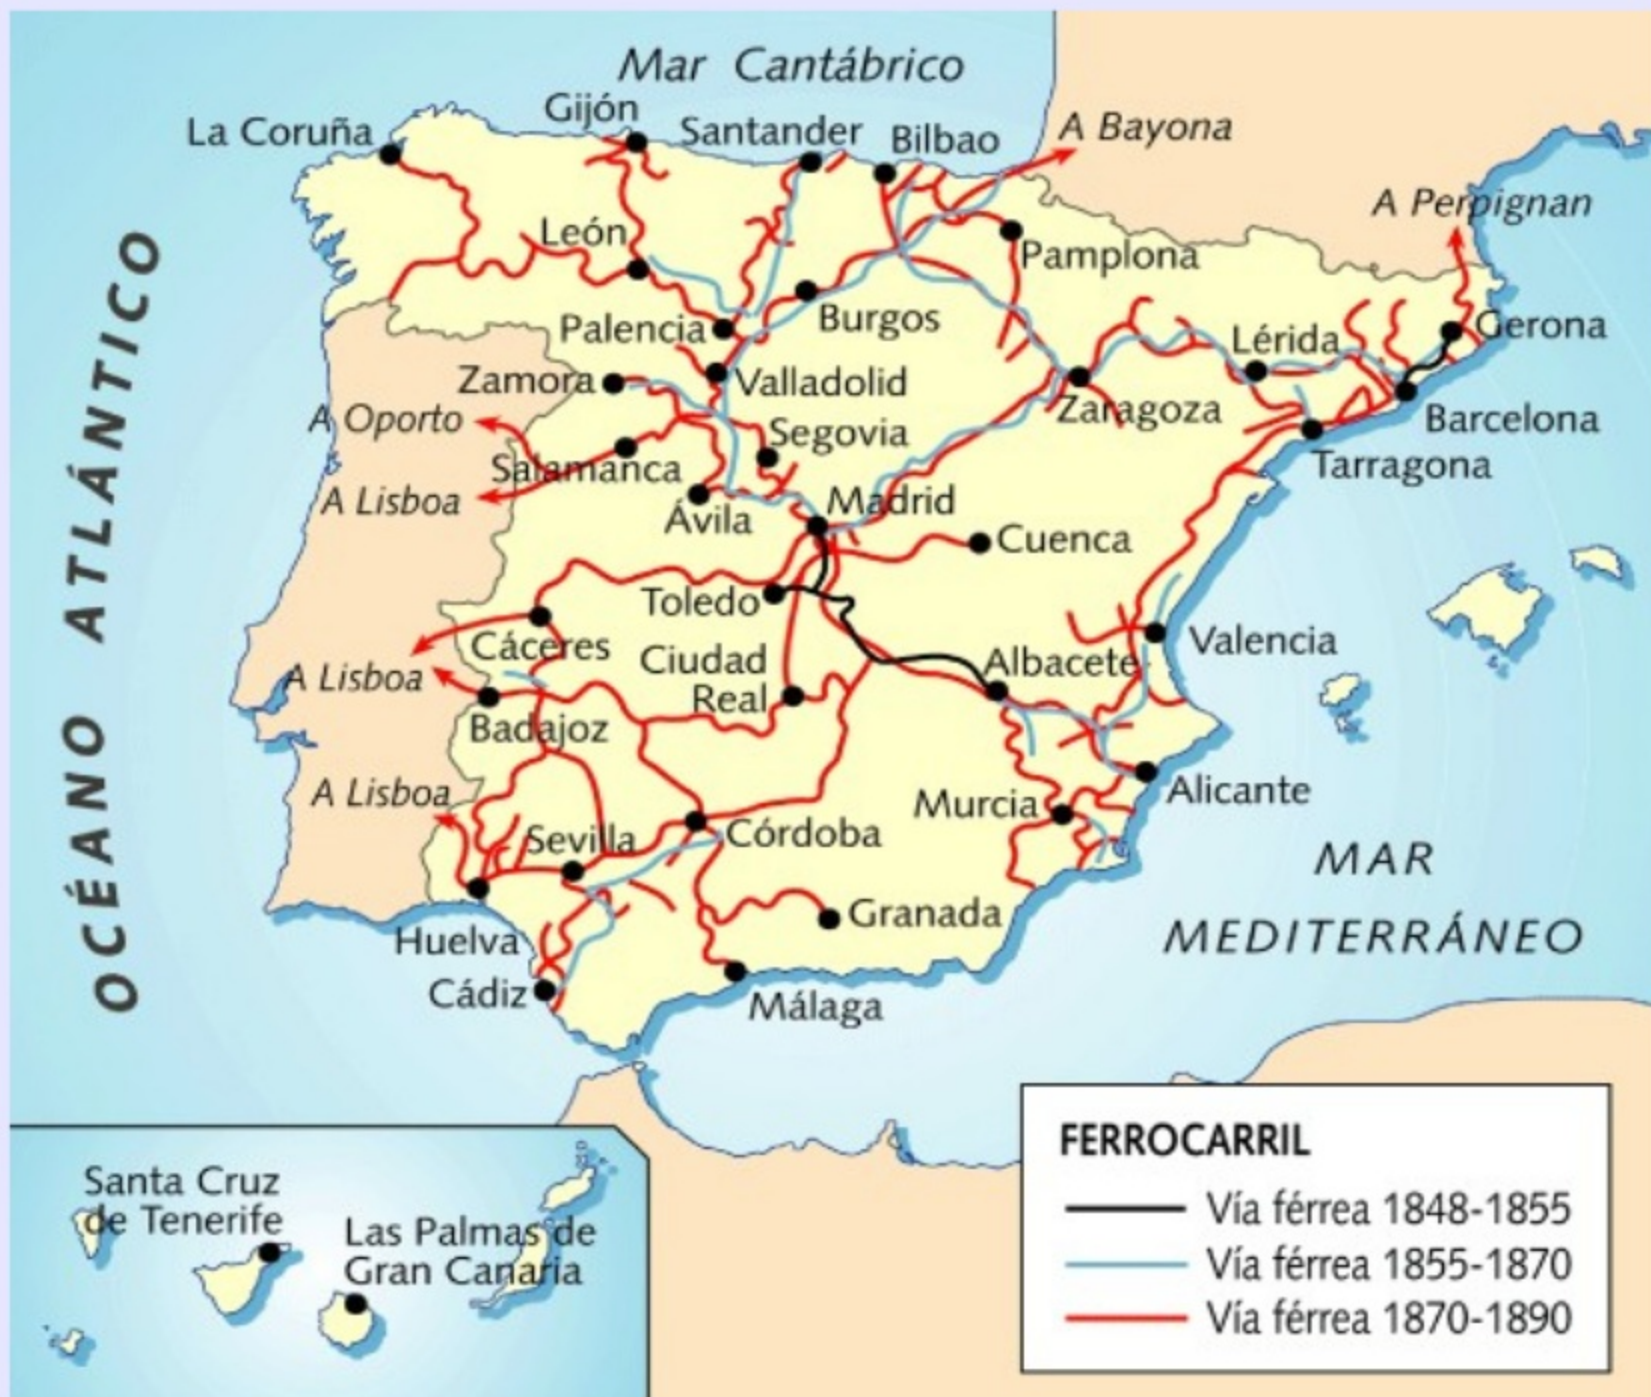 Mar Cantábrico
Gijón
La Coruña
Santander
Bilbao
A Bayona
A Perpignan
León
Pamplona
Palencia
Burgos
Gerona
Lérida
Zamora
Valladolid
A Oporto
Segovia
Zaragoza
Barcelona
Salamanca
Tarragona
A Lisboa
Ávila
Madrid
Cuenca
OCÉANO ATLÁNTICO
Toledo
Cáceres
Ciudad
Real
Albacete
Valencia
A Lisboa
Badajoz
A Lisboa
Murcia
Alicante
Sevilla
Córdoba
MAR
MEDITERRÁNEO
Granada
Huelva
Cádiz
Málaga
FERROCARRIL
Vía férrea 1848-1855
Vía férrea 1855-1870
Vía férrea 1870-1890
Santa Cruz
de Tenerife
Las Palmas de
Gran Canaria